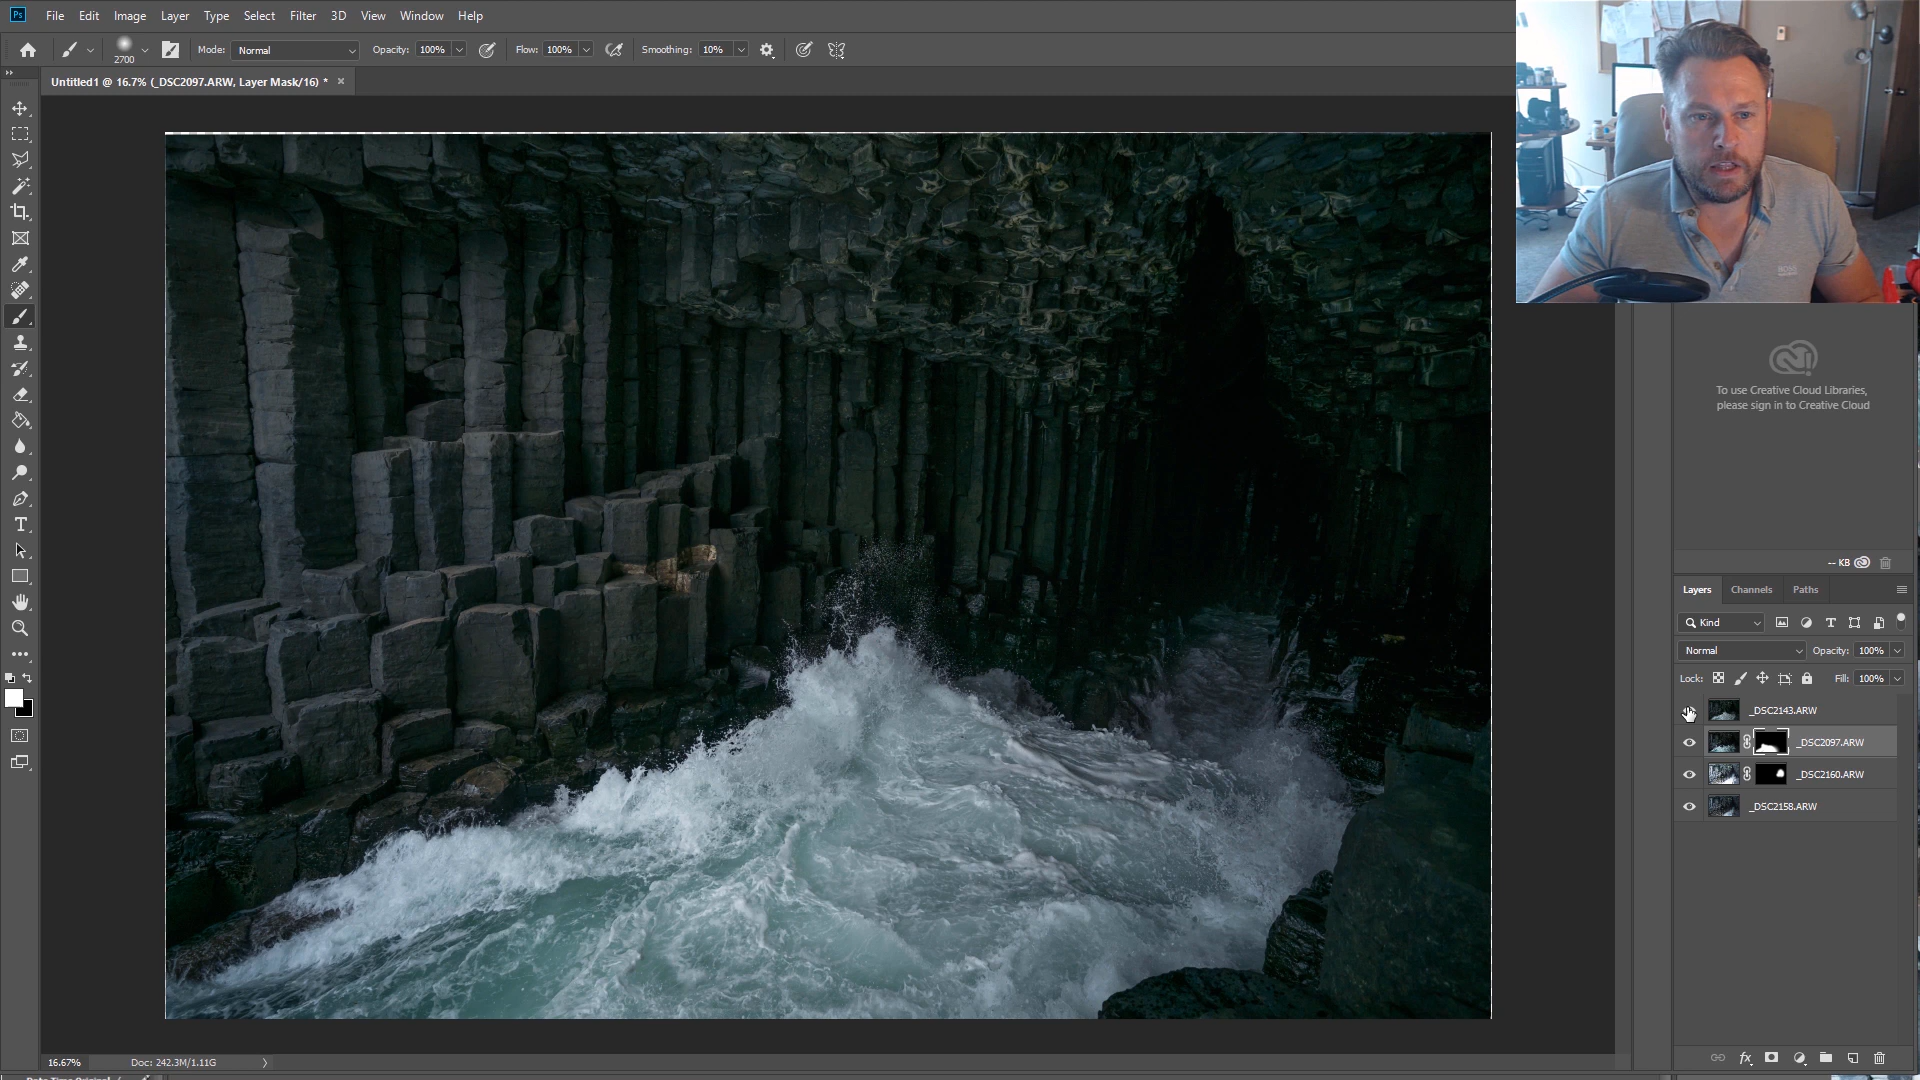 Ps File Edit Image Layer Type Select Filter 3D View Window Help
2700 Mode: Normal Opacity: 100% Flow: 100% Smoothing: 10%
Untitled1 @ 16.7% (_DSC2097.ARW, Layer Mask/16) *
BOSS
To use Creative Cloud Libraries,
please sign in to Creative Cloud
-- KB
Layers Channels Paths
Kind
Normal Opacity: 100%
Lock: Fill: 100%
_DSC2143.ARW
_DSC2097.ARW
_DSC2160.ARW
_DSC2158.ARW
16.67% Doc: 242.3M/1.11G